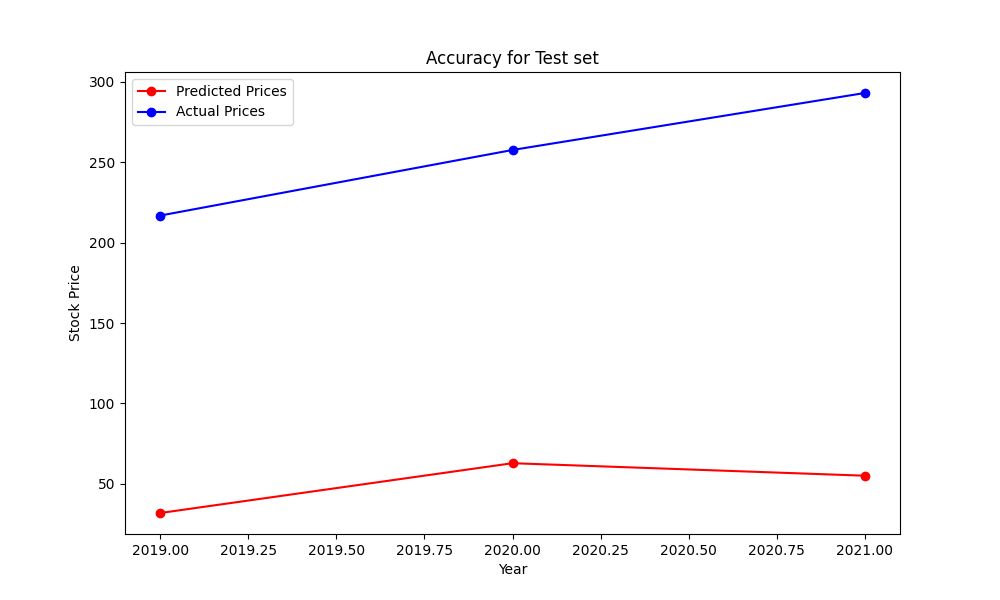 Accuracy for Test set
Predicted Prices
Actual Prices
Stock Price
300
250
200
150
100
50
2019.00 2019.25 2019.50 2019.75 2020.00 2020.25 2020.50 2020.75 2021.00
Year